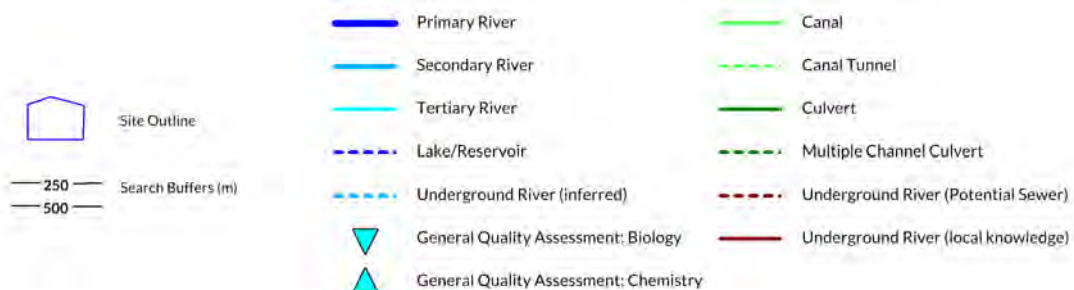 Site Outline
250
500
Search Buffers (m)
Primary River
Secondary River
Tertiary River
Lake/Reservoir
Underground River (inferred)
General Quality Assessment: Biology
General Quality Assessment: Chemistry
Canal
Canal Tunnel
Culvert
Multiple Channel Culvert
Underground River (Potential Sewer)
Underground River (local knowledge)